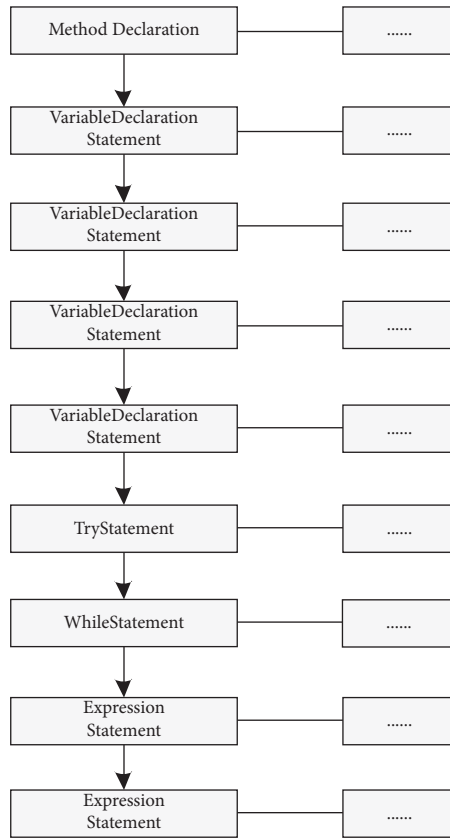 Method Declaration ......
VariableDeclaration
Statement ......
VariableDeclaration
Statement ......
VariableDeclaration
Statement ......
VariableDeclaration
Statement ......
TryStatement ......
WhileStatement ......
Expression
Statement ......
Expression
Statement ......